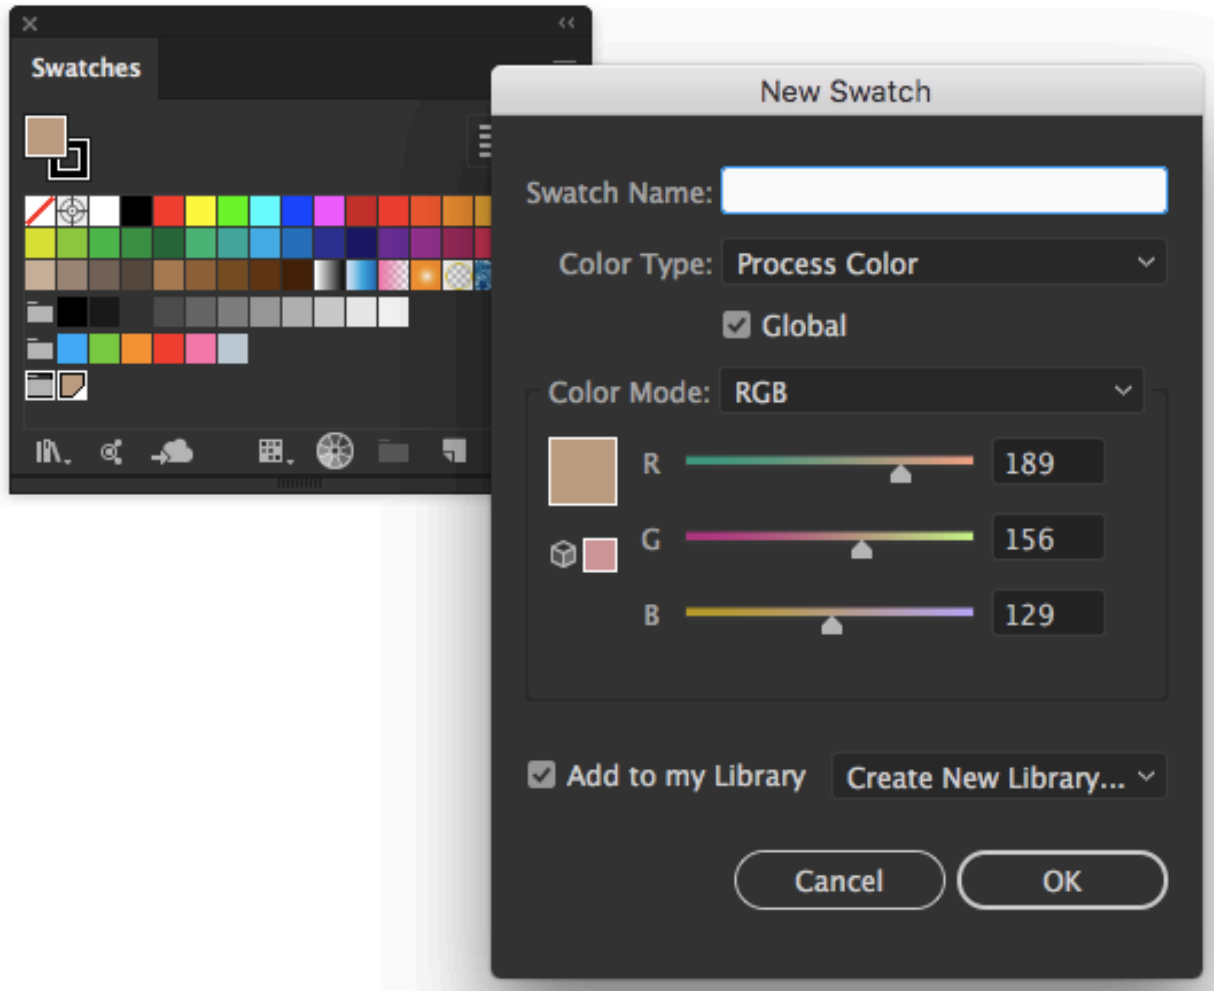 Swatches
New Swatch
Swatch Name:
Color Type: Process Color
Global
Color Mode: RGB
R 189
G 156
B 129
Add to my Library Create New Library...
Cancel OK